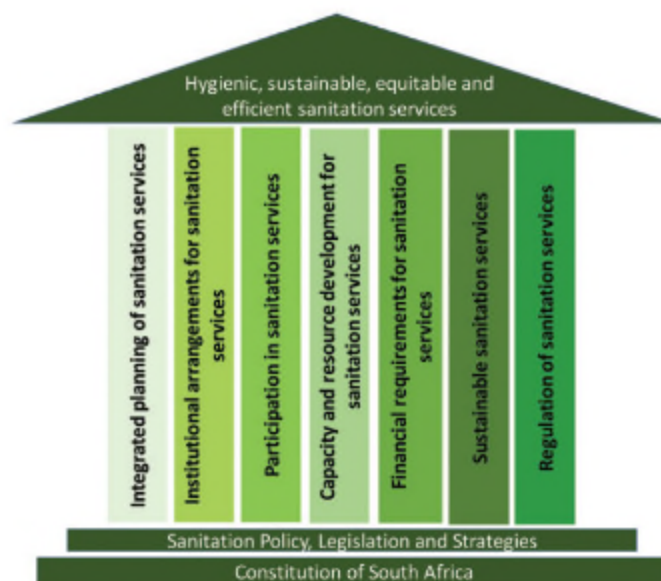 Hygienic, sustainable, equitable and
efficient sanitation services
Integrated planning of sanitation services
Institutional arrangements for sanitation
services
Participation in sanitation services
Capacity and resource development for
sanitation services
Financial requirements for sanitation
services
Sustainable sanitation services
Regulation of sanitation services
Sanitation Policy, Legislation and Strategies
Constitution of South Africa